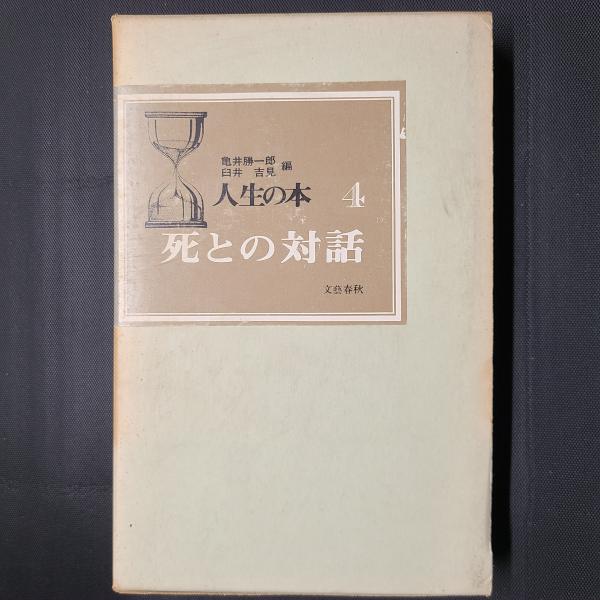 亀井勝一郎
臼井 吉見 編
人生の本 4
死との対話
文藝春秋